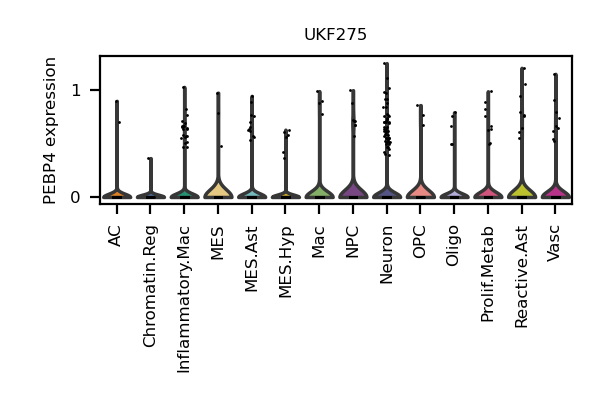 UKF275
PEBP4 expression
1
0
AC
Chromatin.Reg
Inflammatory.Mac
MES
MES.Ast
MES.Hyp
Mac
NPC
Neuron
OPC
Oligo
Prolif.Metab
Reactive.Ast
Vasc